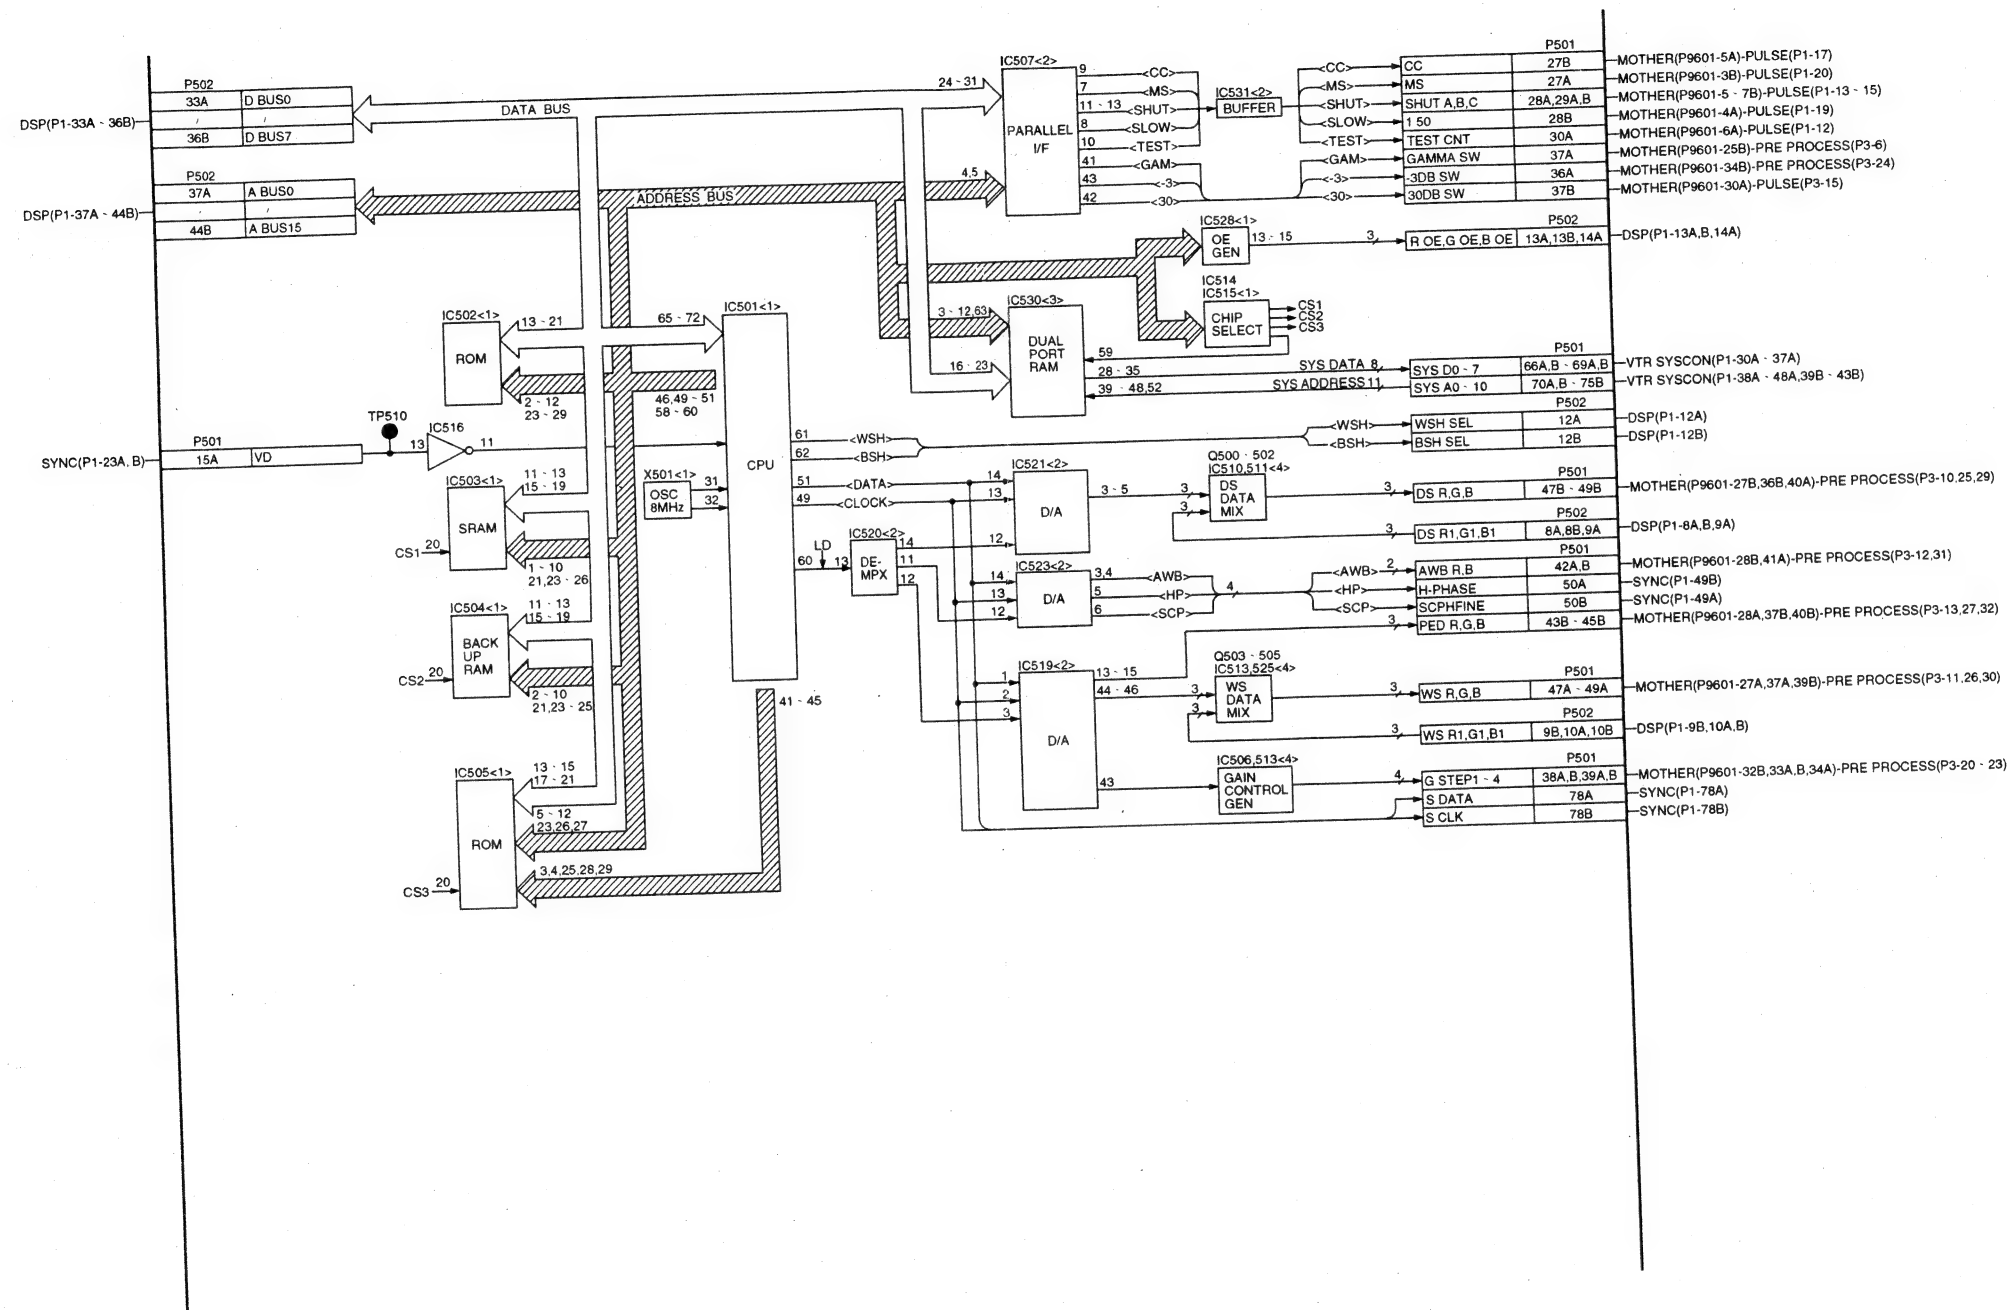 P502
33A D BUS0
/ /
36B D BUS7
DSP(P1-33A ~ 36B)
P502
37A A BUS0
· /
44B A BUS15
DSP(P1-37A ~ 44B)
DATA BUS
ADDRESS BUS
24 ~ 31
4,5
IC507<2>
PARALLEL
I/F
9 <CC>
7 <MS>
11 ~ 13 <SHUT>
8 <SLOW>
10 <TEST>
41 <GAM>
43 <-3>
42 <30>
IC531<2>
BUFFER
<CC>
<MS>
<SHUT>
<SLOW>
<TEST>
<GAM>
<-3>
<30>
P501
CC 27B MOTHER(P9601-5A)-PULSE(P1-17)
MS 27A MOTHER(P9601-3B)-PULSE(P1-20)
SHUT A,B,C 28A,29A,B MOTHER(P9601-5 ~ 7B)-PULSE(P1-13 ~ 15)
1 50 28B MOTHER(P9601-4A)-PULSE(P1-19)
TEST CNT 30A MOTHER(P9601-6A)-PULSE(P1-12)
GAMMA SW 37A MOTHER(P9601-25B)-PRE PROCESS(P3-6)
-3DB SW 36A MOTHER(P9601-34B)-PRE PROCESS(P3-24)
30DB SW 37B MOTHER(P9601-30A)-PULSE(P3-15)
IC528<1>
OE
GEN
13 ~ 15
3
P502
R OE,G OE,B OE 13A,13B,14A DSP(P1-13A,B,14A)
IC514
IC515<1>
CHIP
SELECT
CS1
CS2
CS3
IC530<3>
DUAL
PORT
RAM
3 ~ 12,63
16 ~ 23
59
28 ~ 35
39 ~ 48,52
SYS DATA 8
SYS ADDRESS 11
P501
SYS D0 ~ 7 66A,B ~ 69A,B VTR SYSCON(P1-30A ~ 37A)
SYS A0 ~ 10 70A,B ~ 75B VTR SYSCON(P1-38A ~ 48A,39B ~ 43B)
IC502<1>
ROM
13 ~ 21
2 ~ 12
23 ~ 29
IC501<1>
CPU
65 ~ 72
46,49 ~ 51
58 ~ 60
TP510
IC516
13
11
P501
15A VD
SYNC(P1-23A, B)
61 <WSH>
62 <BSH>
<WSH>
<BSH>
P502
WSH SEL 12A DSP(P1-12A)
BSH SEL 12B DSP(P1-12B)
X501<1>
OSC
8MHz
31
32
51 <DATA>
49 <CLOCK>
60
LD
13
IC520<2>
DE-
MPX
14
11
12
IC521<2>
D/A
14
13
12
3 ~ 5
3
Q500 ~ 502
IC510,511<4>
DS
DATA
MIX
3
3
P501
DS R,G,B 47B ~ 49B MOTHER(P9601-27B,36B,40A)-PRE PROCESS(P3-10,25,29)
P502
3
DS R1,G1,B1 8A,8B,9A DSP(P1-8A,B,9A)
IC503<1>
SRAM
11 ~ 13
15 ~ 19
CS1 20
1 ~ 10
21,23 ~ 26
IC523<2>
D/A
14
13
12
3,4 <AWB>
5 <HP>
6 <SCP>
4
<AWB> 2
<HP>
<SCP>
3
P501
AWB R,B 42A,B MOTHER(P9601-28B,41A)-PRE PROCESS(P3-12,31)
H-PHASE 50A SYNC(P1-49B)
SCPHFINE 50B SYNC(P1-49A)
PED R,G,B 43B ~ 45B MOTHER(P9601-28A,37B,40B)-PRE PROCESS(P3-13,27,32)
IC504<1>
BACK
UP
RAM
11 ~ 13
15 ~ 19
CS2 20
2 ~ 10
21,23 ~ 25
IC519<2>
D/A
1
2
3
13 ~ 15
44 ~ 46
43
Q503 ~ 505
IC513,525<4>
WS
DATA
MIX
3
3
3
P501
WS R,G,B 47A ~ 49A MOTHER(P9601-27A,37A,39B)-PRE PROCESS(P3-11,26,30)
P502
3
WS R1,G1,B1 9B,10A,10B DSP(P1-9B,10A,B)
IC506,513<4>
GAIN
CONTROL
GEN
4
P501
G STEP1 ~ 4 38A,B,39A,B MOTHER(P9601-32B,33A,B,34A)-PRE PROCESS(P3-20 ~ 23)
S DATA 78A SYNC(P1-78A)
S CLK 78B SYNC(P1-78B)
41 ~ 45
IC505<1>
ROM
13 ~ 15
17 ~ 21
5 ~ 12
23,26,27
3,4,25,28,29
CS3 20